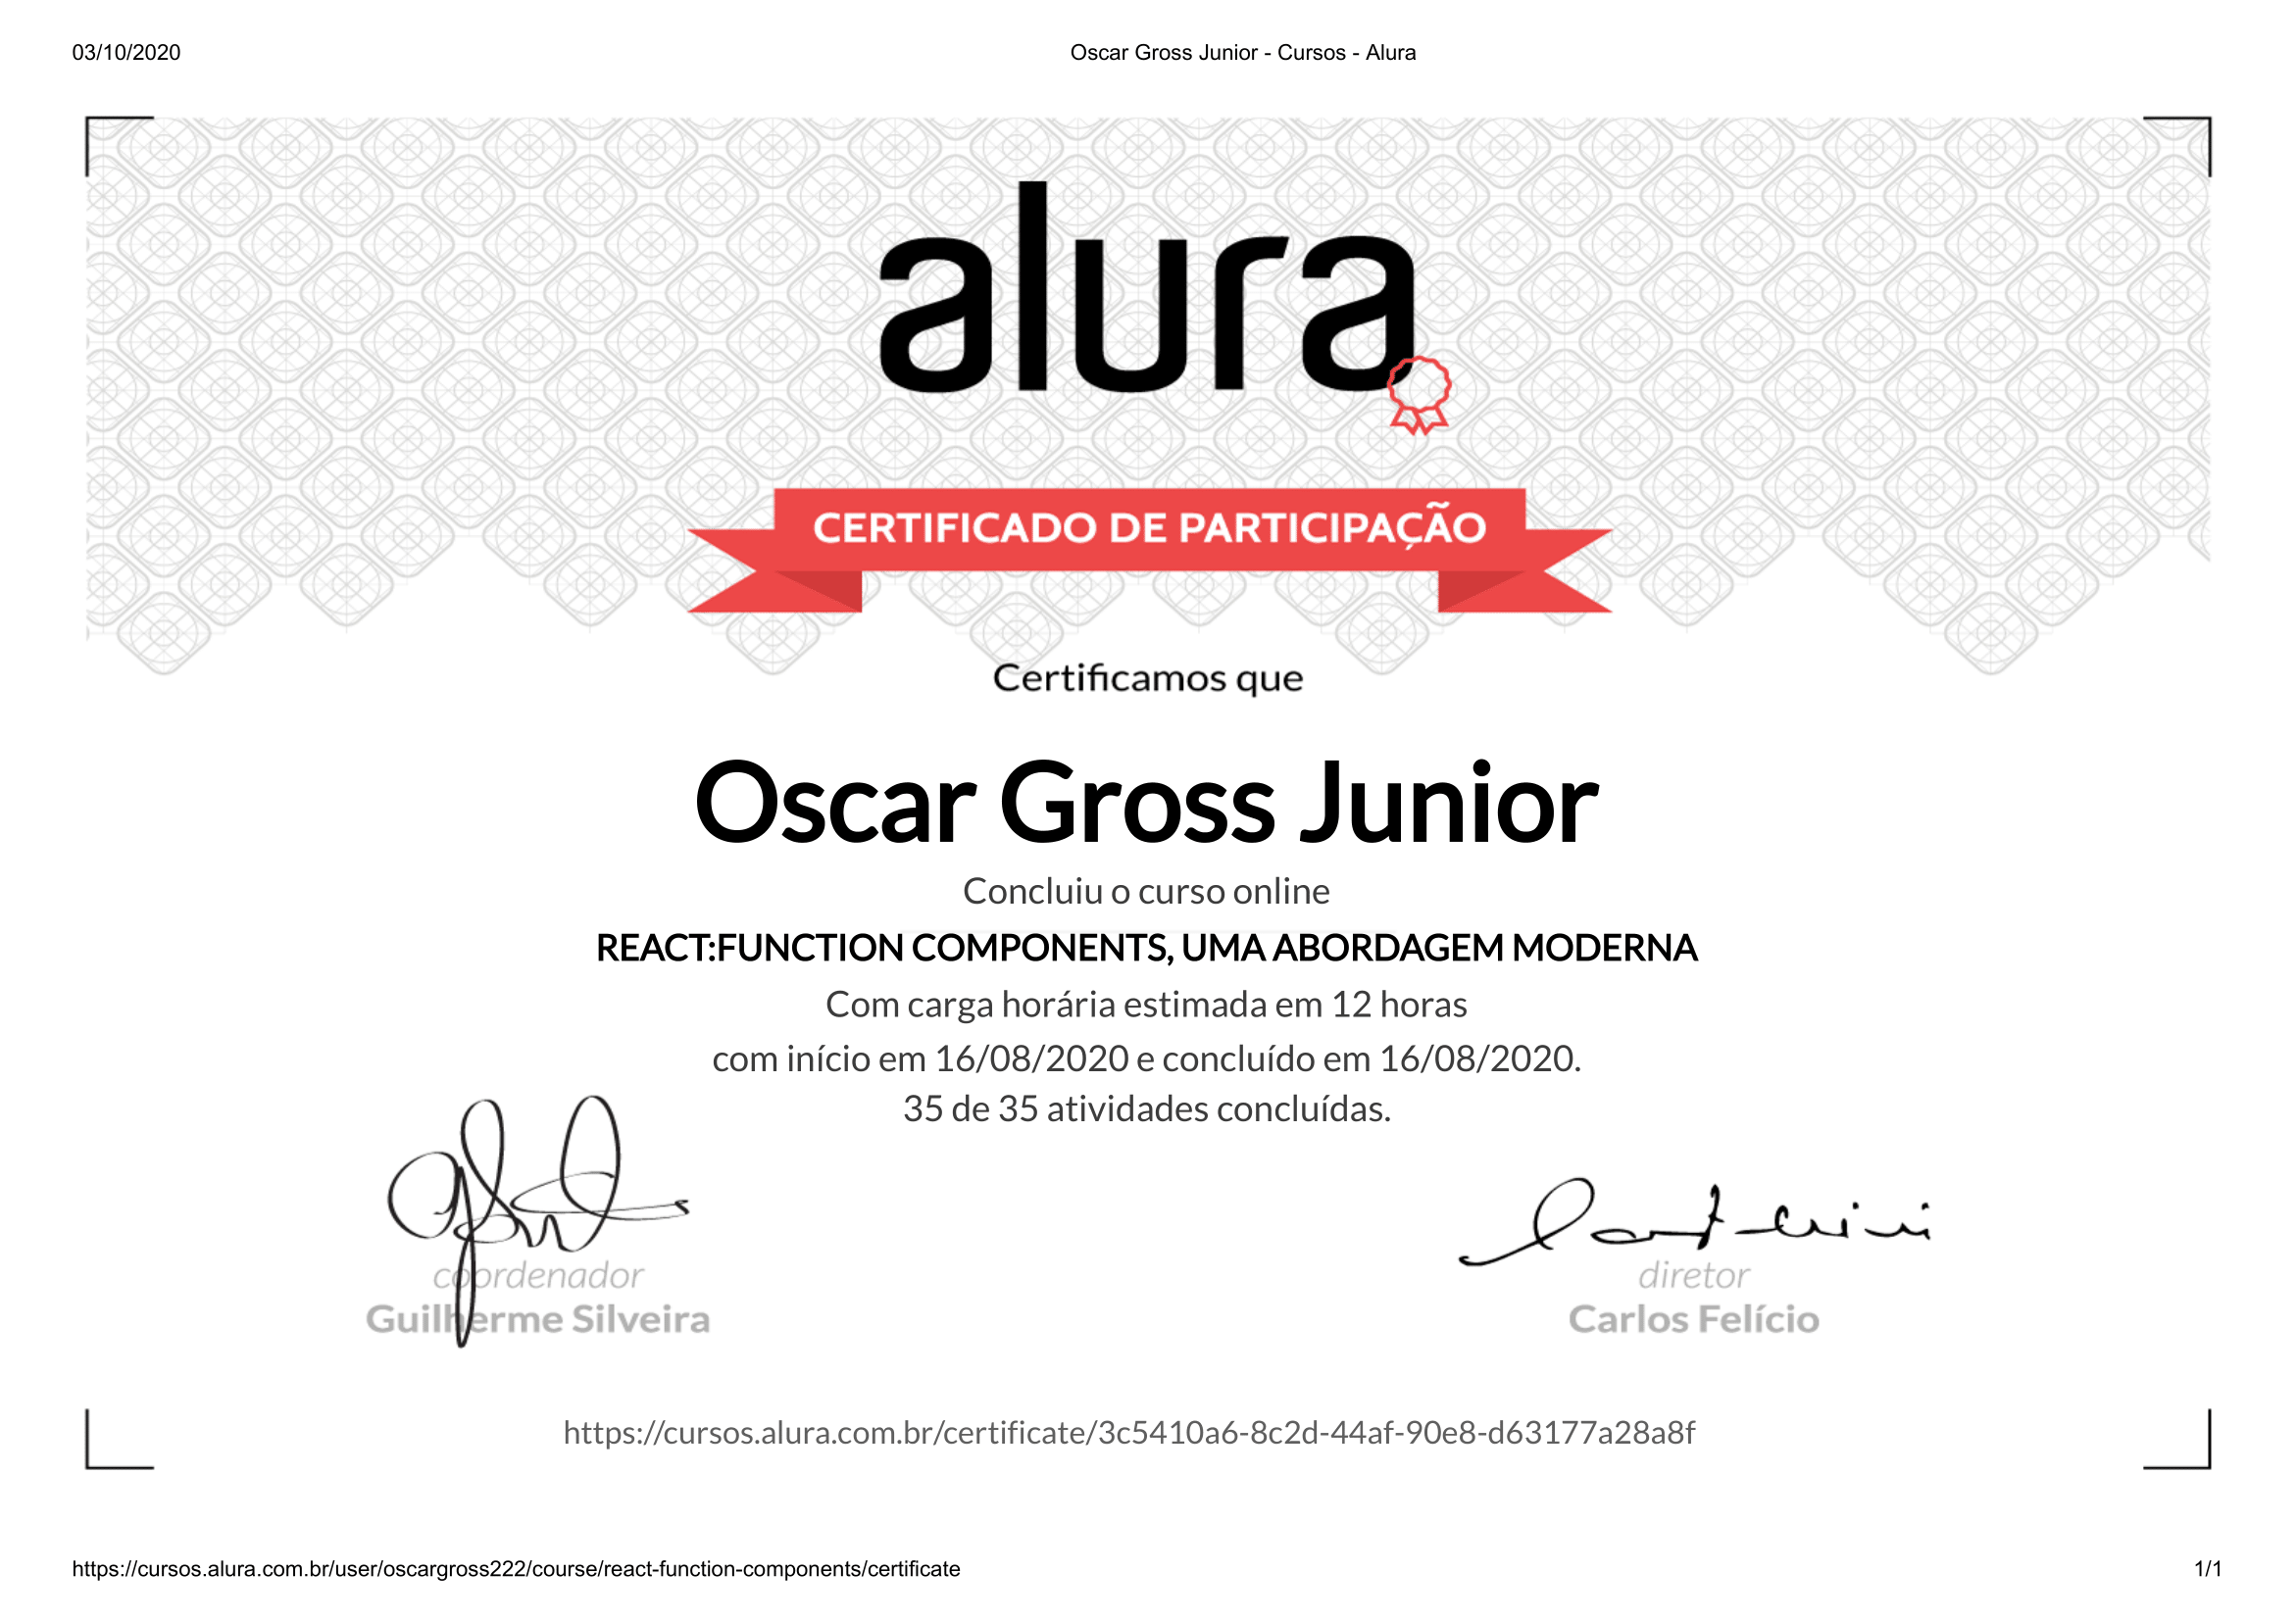 03/10/2020
Oscar Gross Junior - Cursos - Alura
alura
CERTIFICADO DE PARTICIPAÇÃO
Certificamos que
Oscar Gross Junior
Concluiu o curso online
REACT:FUNCTION COMPONENTS, UMA ABORDAGEM MODERNA
Com carga horária estimada em 12 horas
com início em 16/08/2020 e concluído em 16/08/2020.
35 de 35 atividades concluídas.
coordenador
Guilherme Silveira
diretor
Carlos Felício
https://cursos.alura.com.br/certificate/3c5410a6-8c2d-44af-90e8-d63177a28a8f
https://cursos.alura.com.br/user/oscargross222/course/react-function-components/certificate
1/1